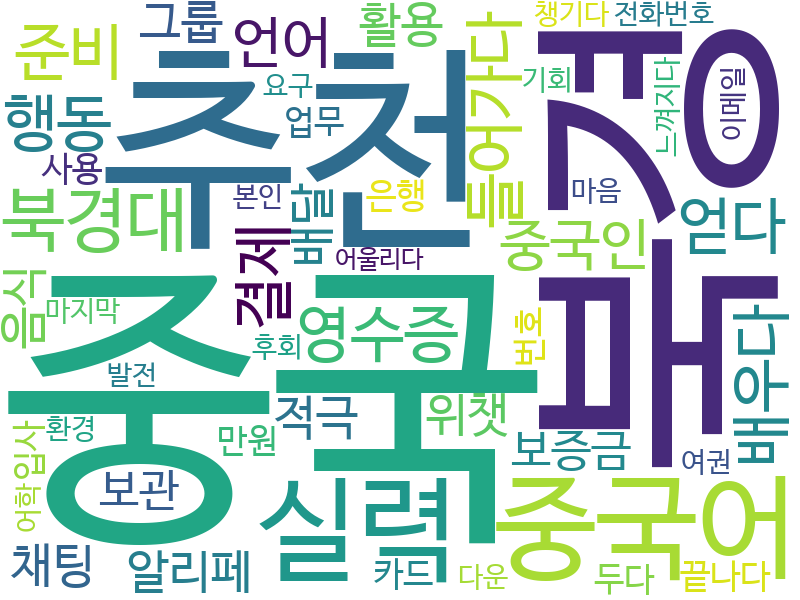 중국
북경
추천
중국어
실력
북경대
중국인
영수증
얻다
배우다
들어가다
결제
행동
준비
언어
활용
그룹
음식
배달
위챗
적극
보증금
알리페
채팅
보관
업무
사용
은행
요구
본인
어울리다
마지막
후회
발전
환경
만원
입사
어학
카드
다운
두다
끝나다
여권
번호
마음
기회
느껴지다
이메일
챙기다
전화번호